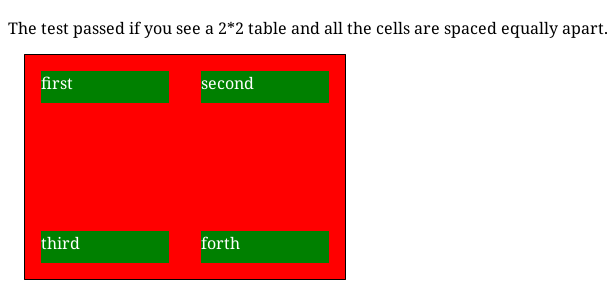 The test passed if you see a 2*2 table and all the cells are spaced equally apart.
first second
third forth